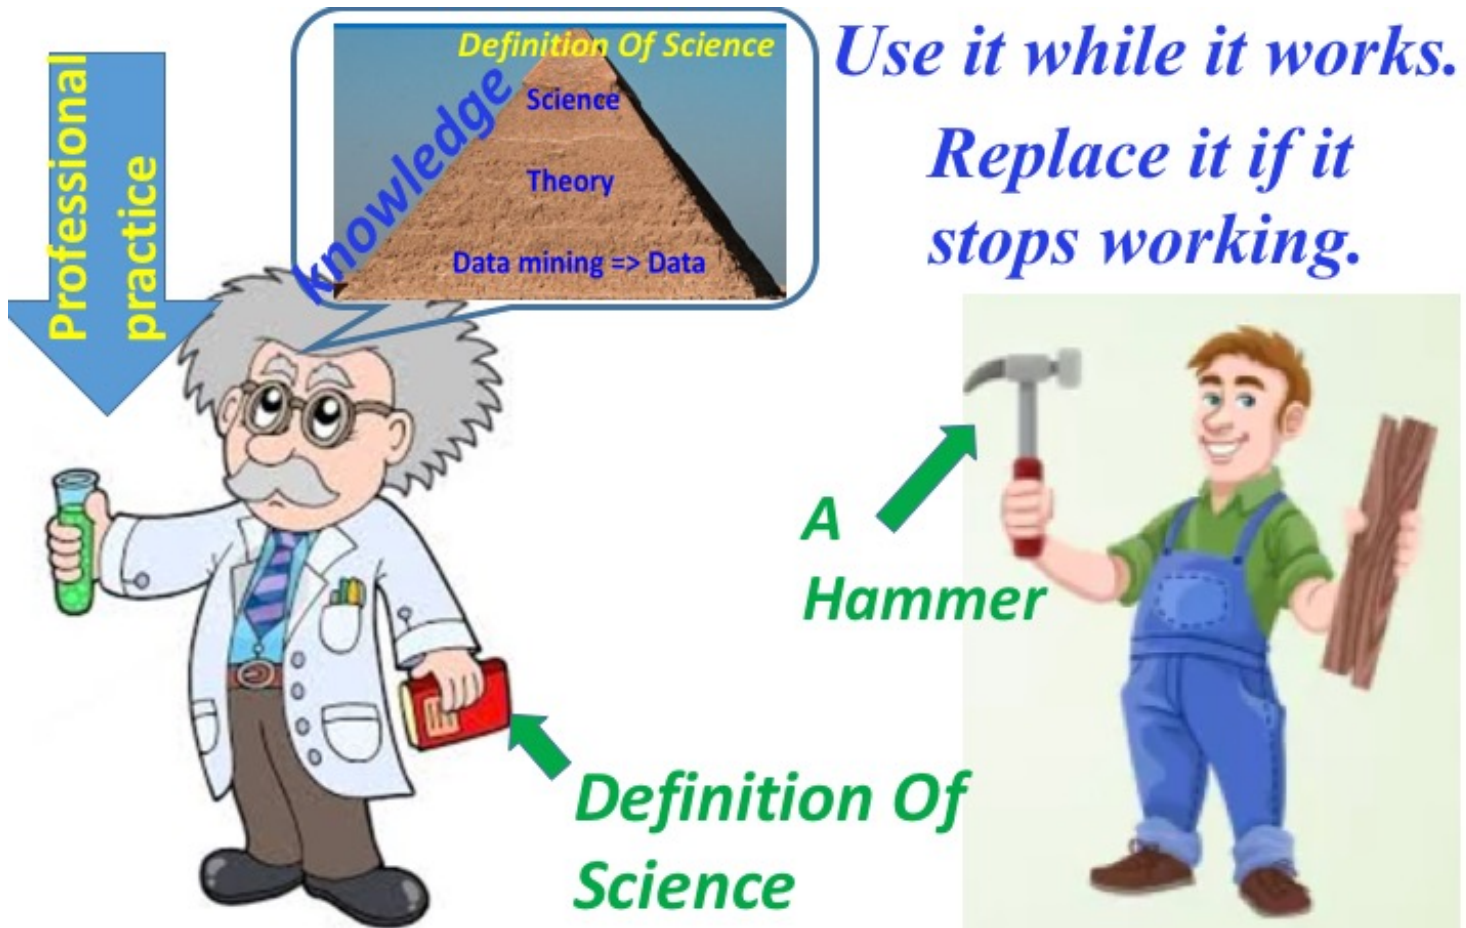 Professional
practice
knowledge
Definition Of Science
Science
Theory
Data mining => Data
Use it while it works.
Replace it if it
stops working.
A
Hammer
Definition Of
Science